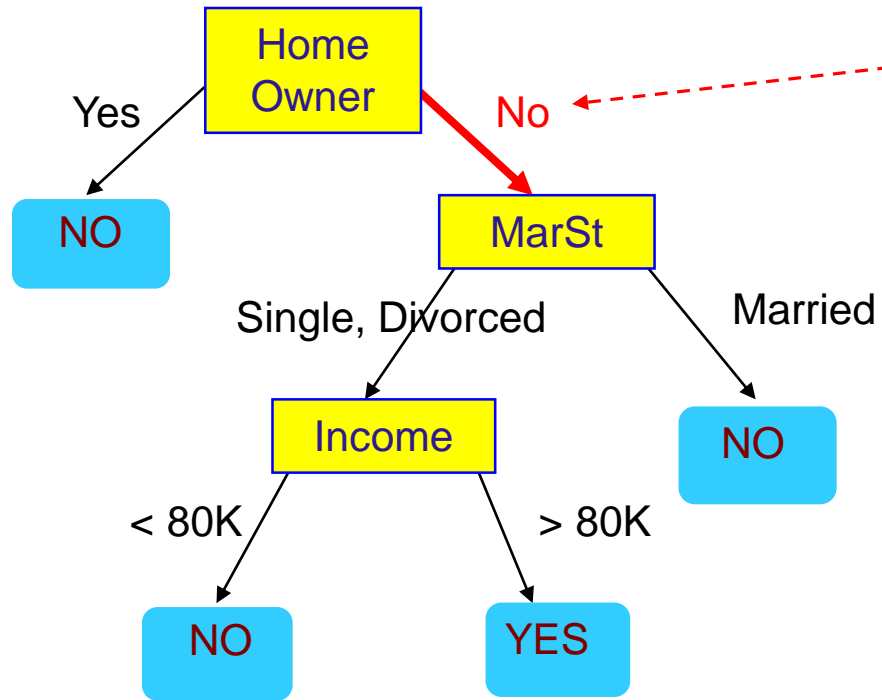 Home
Owner
Yes
No
NO
MarSt
Single, Divorced
Married
Income
NO
< 80K
> 80K
NO
YES